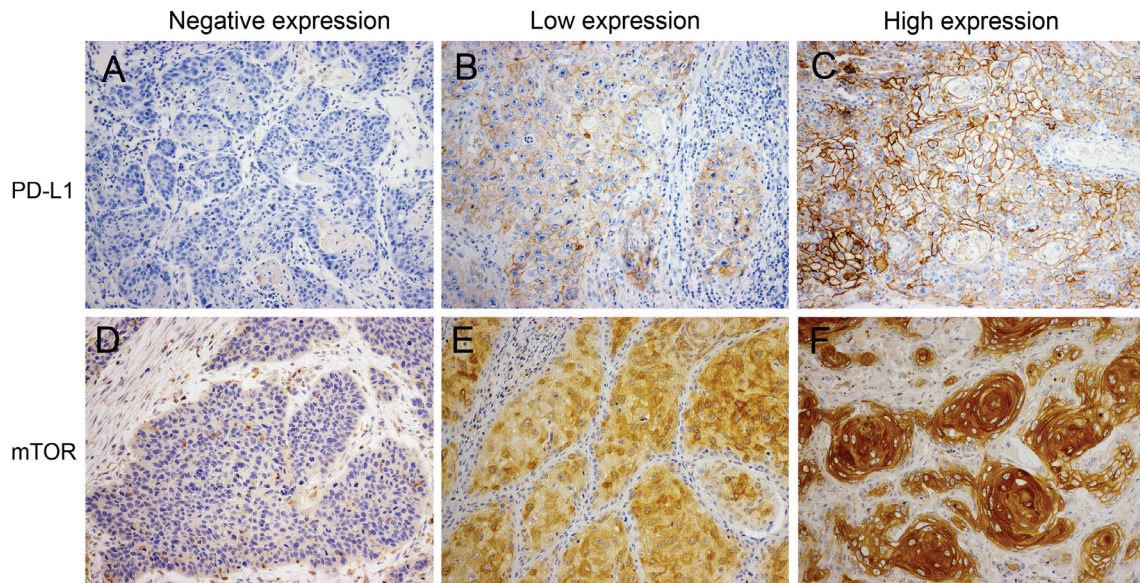 Negative expression Low expression High expression
PD-L1
A B C
mTOR
D E F